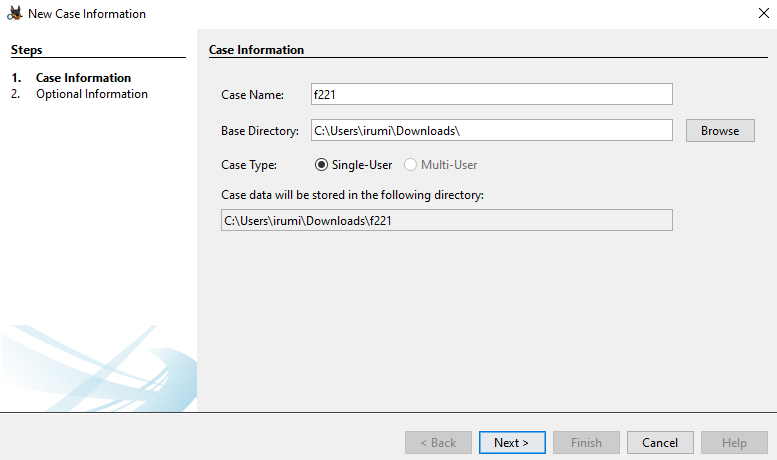 New Case Information
Steps
1. Case Information
2. Optional Information
Case Information
Case Name: f221
Base Directory: C:\Users\irumi\Downloads\ Browse
Case Type: Single-User Multi-User
Case data will be stored in the following directory:
C:\Users\irumi\Downloads\f221
< Back Next > Finish Cancel Help